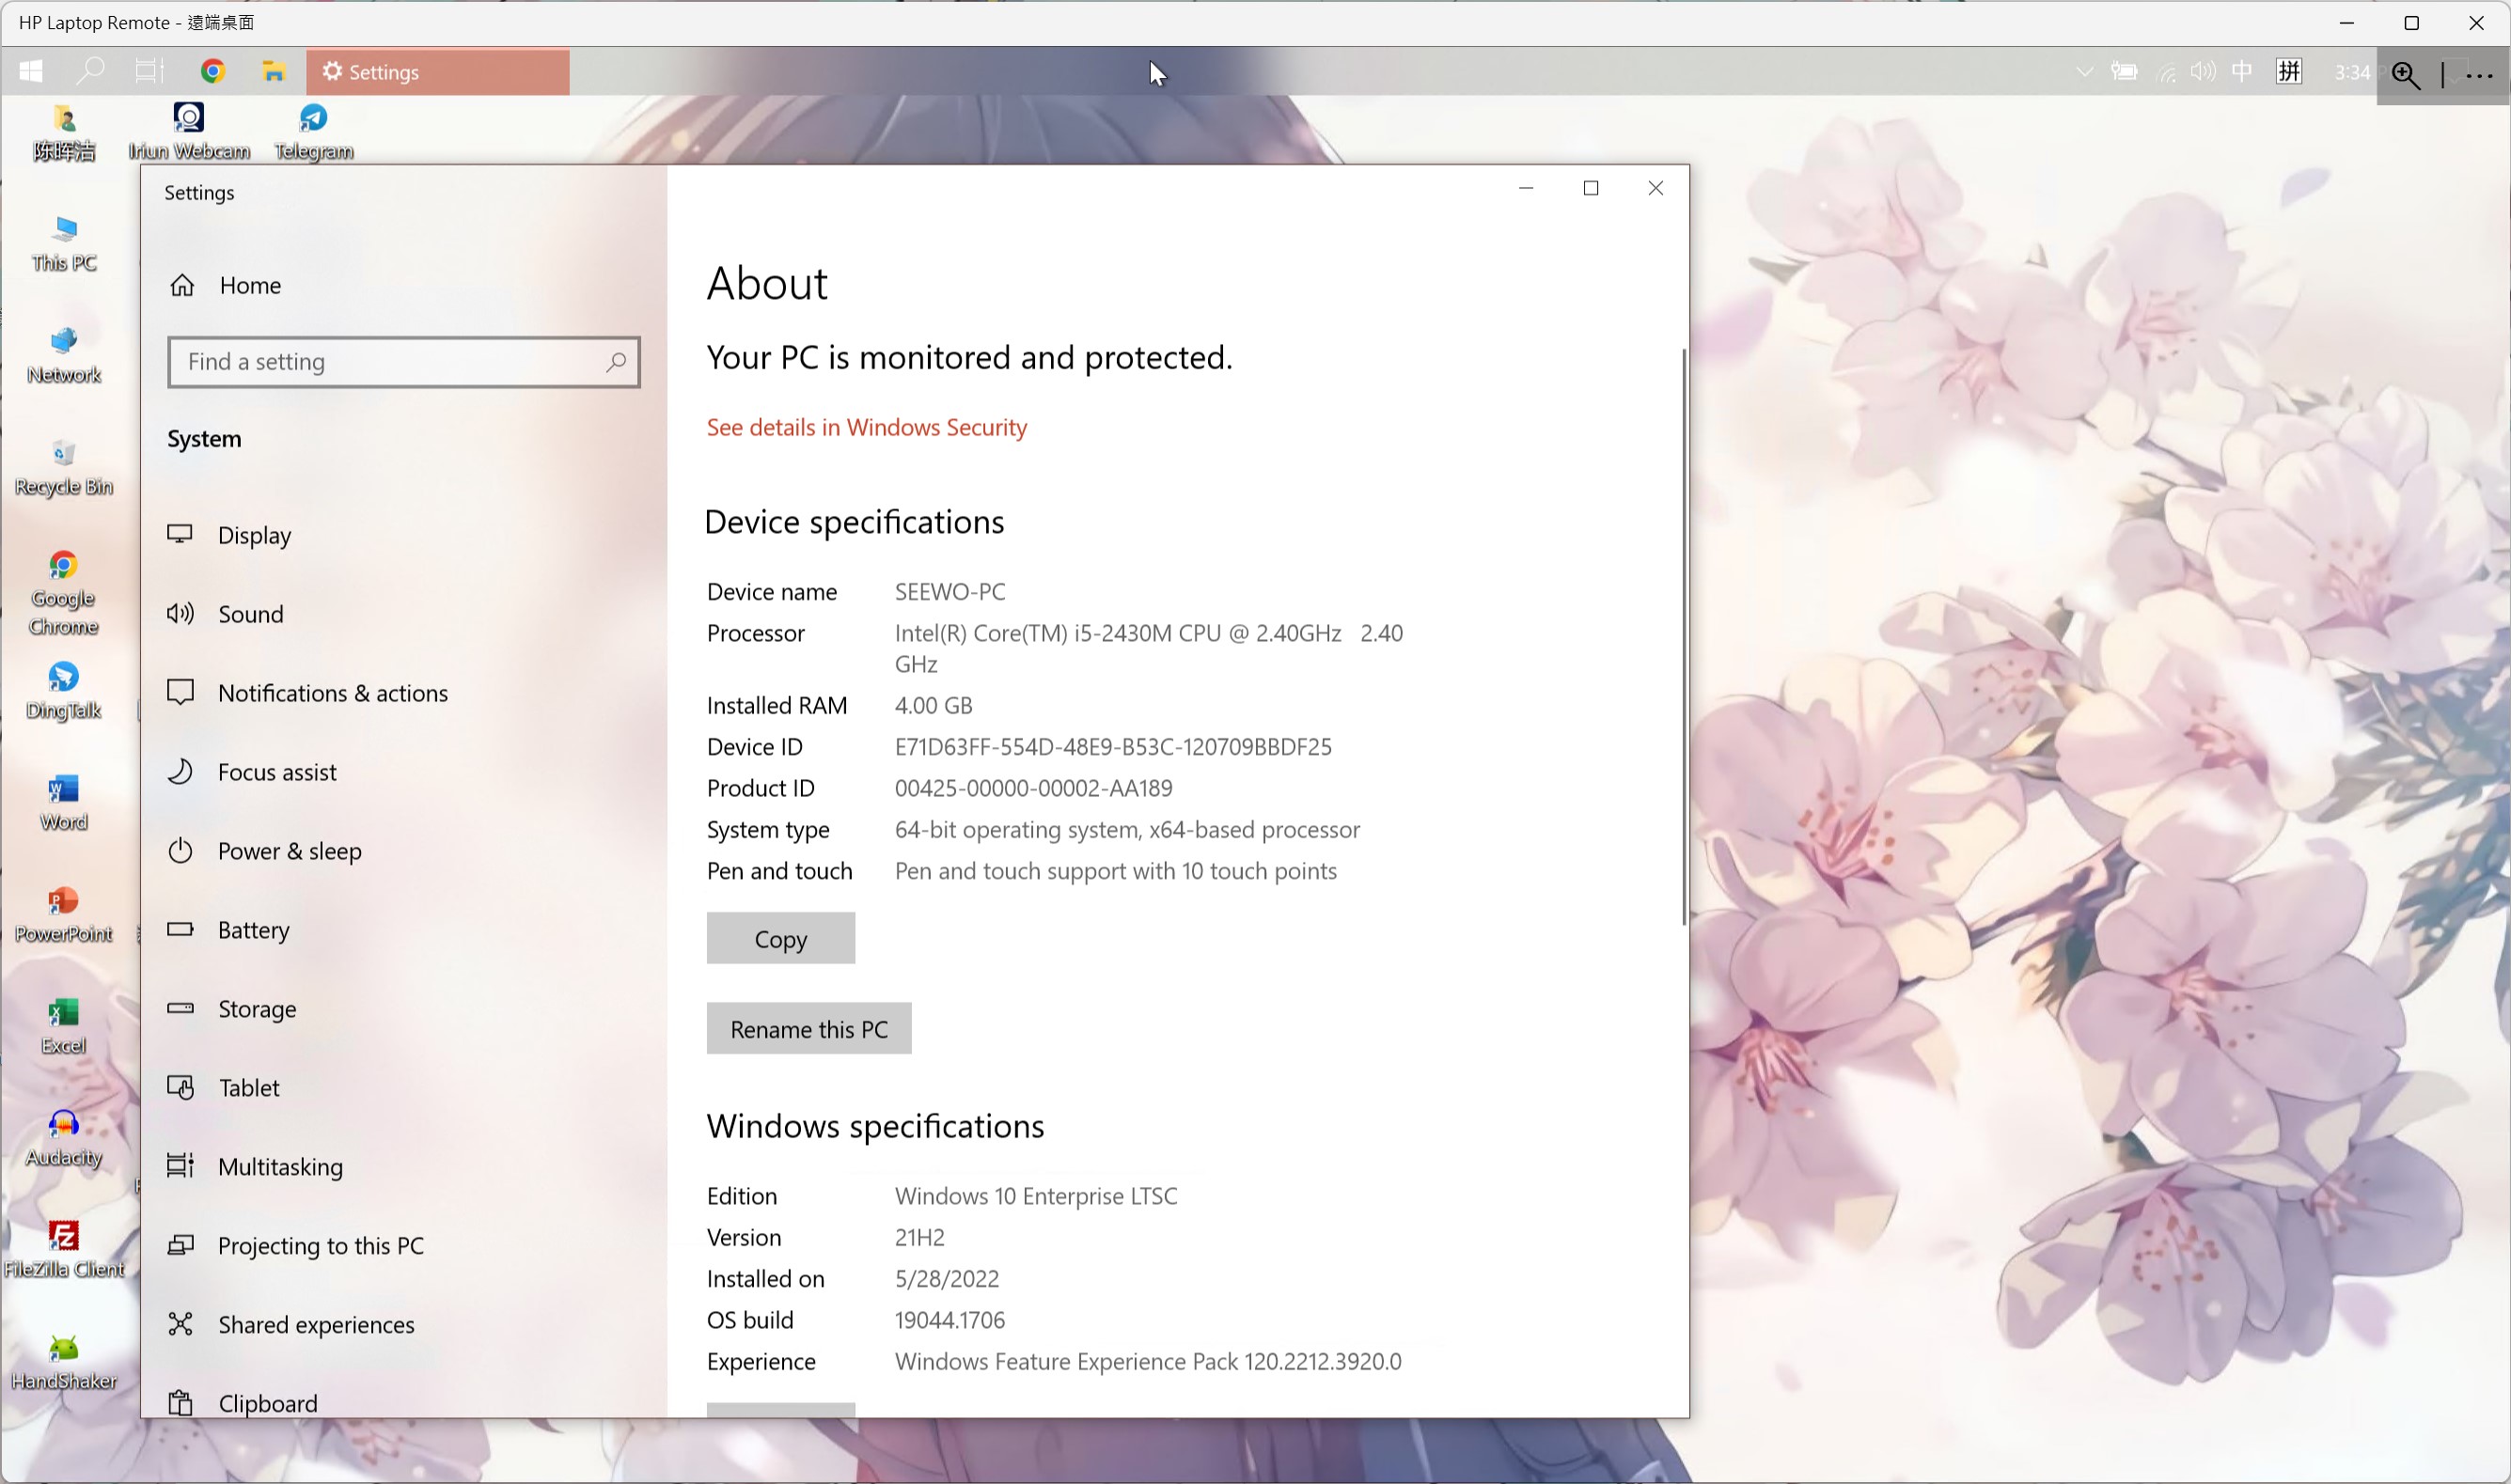 HP Laptop Remote - 遠端桌面
Settings
中
拼
3:34
陈晖洁
Iriun Webcam
Telegram
This PC
Network
Recycle Bin
Google
Chrome
DingTalk
Word
PowerPoint
Excel
Audacity
FileZilla Client
HandShaker
Settings
Home
Find a setting
System
Display
Sound
Notifications & actions
Focus assist
Power & sleep
Battery
Storage
Tablet
Multitasking
Projecting to this PC
Shared experiences
Clipboard
About
Your PC is monitored and protected.
See details in Windows Security
Device specifications
Device name SEEWO-PC
Processor Intel(R) Core(TM) i5-2430M CPU @ 2.40GHz 2.40
GHz
Installed RAM 4.00 GB
Device ID E71D63FF-554D-48E9-B53C-120709BBDF25
Product ID 00425-00000-00002-AA189
System type 64-bit operating system, x64-based processor
Pen and touch Pen and touch support with 10 touch points
Copy
Rename this PC
Windows specifications
Edition Windows 10 Enterprise LTSC
Version 21H2
Installed on 5/28/2022
OS build 19044.1706
Experience Windows Feature Experience Pack 120.2212.3920.0